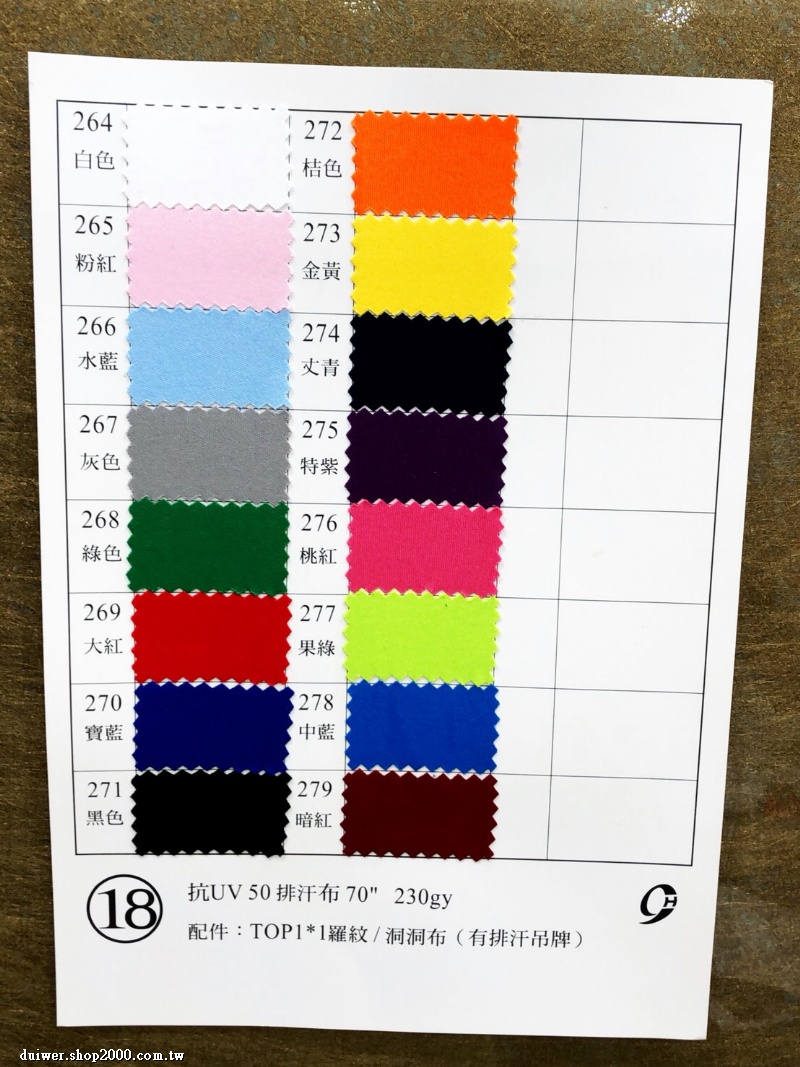 264
白色
265
粉紅
266
水藍
267
灰色
268
綠色
269
大紅
270
寶藍
271
黑色
272
桔色
273
金黃
274
丈青
275
特紫
276
桃紅
277
果綠
278
中藍
279
暗紅
18
抗UV 50 排汗布 70" 230gy
配件：TOP1*1羅紋 / 洞洞布（有排汗吊牌）
duiwer.shop2000.com.tw